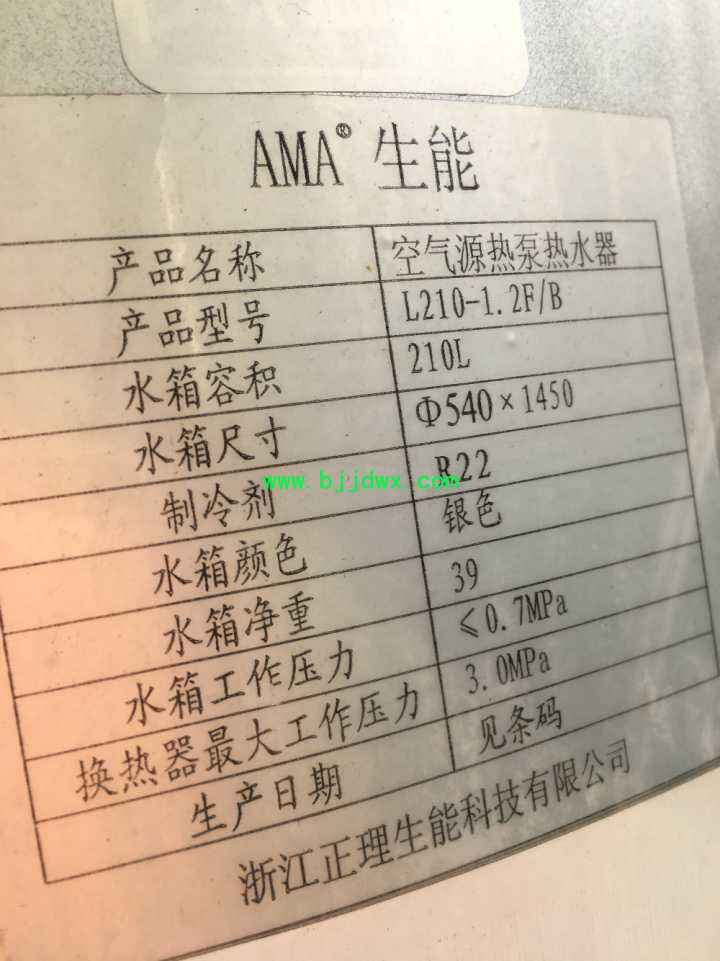 AMA® 生能
产品名称 空气源热泵热水器
产品型号 L210-1.2F/B
水箱容积 210L
水箱尺寸 Φ540×1450
制冷剂 R22
www.bjjdwx.com
水箱颜色 银色
水箱净重 39
水箱工作压力 ≤0.7MPa
换热器最大工作压力 3.0MPa
生产日期 见条码
浙江正理生能科技有限公司